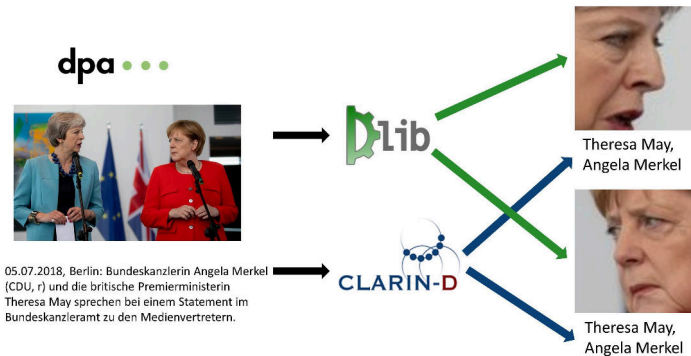 dpa
D-lib
Theresa May,
Angela Merkel
05.07.2018, Berlin: Bundeskanzlerin Angela Merkel
(CDU, r) und die britische Premierministerin
Theresa May sprechen bei einem Statement im
Bundeskanzleramt zu den Medienvertretern.
CLARIN-D
Theresa May,
Angela Merkel